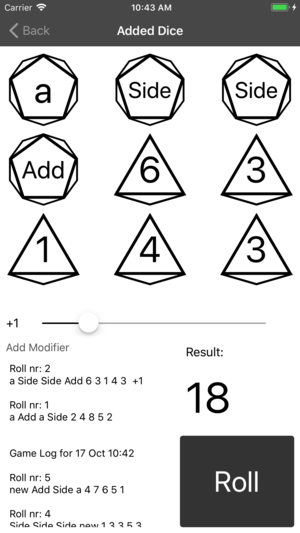 Carrier 10:43 AM
Back Added Dice
a Side Side
Add 6 3
1 4 3
+1
Add Modifier
Result:
18
Roll nr: 2
a Side Side Add 6 3 1 4 3 +1
Roll nr: 1
a Add a Side 2 4 8 5 2
Game Log for 17 Oct 10:42
Roll nr: 5
new Add Side a 4 7 6 5 1
Roll nr: 4
Side Side Side new 1 3 3 5 3
Roll